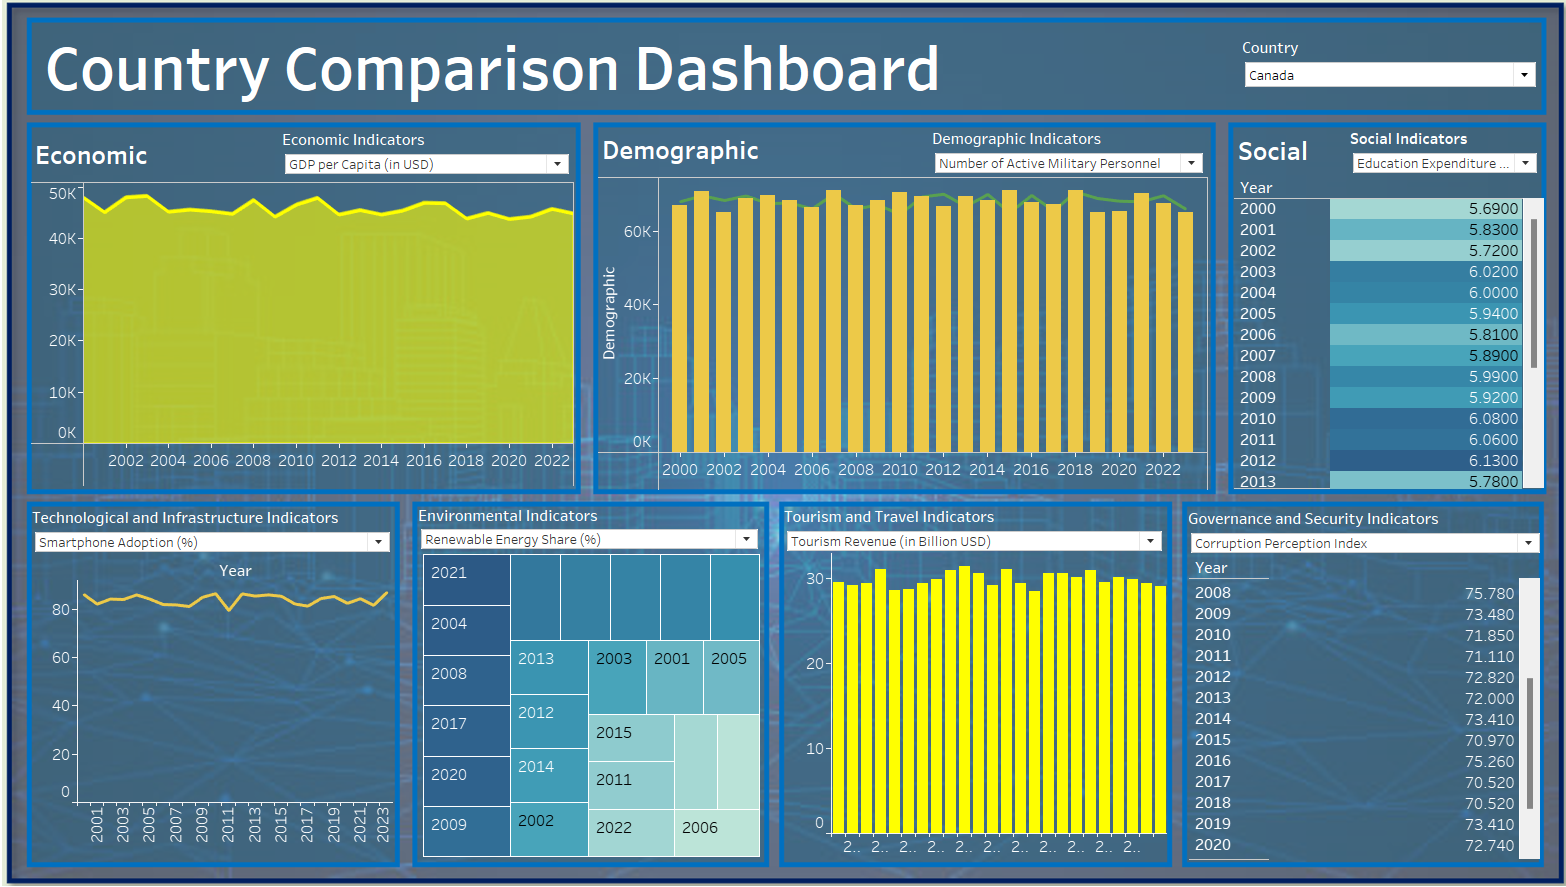 Country Comparison Dashboard
Country
Canada
Economic
Economic Indicators
GDP per Capita (in USD)
50K
40K
30K
20K
10K
0K
2002 2004 2006 2008 2010 2012 2014 2016 2018 2020 2022
Demographic
Demographic Indicators
Number of Active Military Personnel
Demographic
60K
40K
20K
0K
2000 2002 2004 2006 2008 2010 2012 2014 2016 2018 2020 2022
Social
Social Indicators
Education Expenditure ...
Year
2000 5.6900
2001 5.8300
2002 5.7200
2003 6.0200
2004 6.0000
2005 5.9400
2006 5.8100
2007 5.8900
2008 5.9900
2009 5.9200
2010 6.0800
2011 6.0600
2012 6.1300
2013 5.7800
Technological and Infrastructure Indicators
Smartphone Adoption (%)
Year
80
60
40
20
0
2001 2003 2005 2007 2009 2011 2013 2015 2017 2019 2021 2023
Environmental Indicators
Renewable Energy Share (%)
2021
2004
2008
2017
2020
2009
2013
2012
2014
2002
2003 2001 2005
2015
2011
2022 2006
Tourism and Travel Indicators
Tourism Revenue (in Billion USD)
30
20
10
0
2.. 2.. 2.. 2.. 2.. 2.. 2.. 2.. 2.. 2.. 2..
Governance and Security Indicators
Corruption Perception Index
Year
2008 75.780
2009 73.480
2010 71.850
2011 71.110
2012 72.820
2013 72.000
2014 73.410
2015 70.970
2016 75.260
2017 70.520
2018 70.520
2019 73.410
2020 72.740